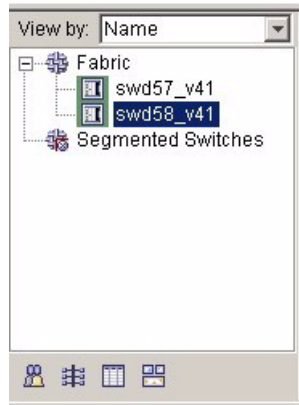 View by: Name
Fabric
swd57_v41
swd58_v41
Segmented Switches